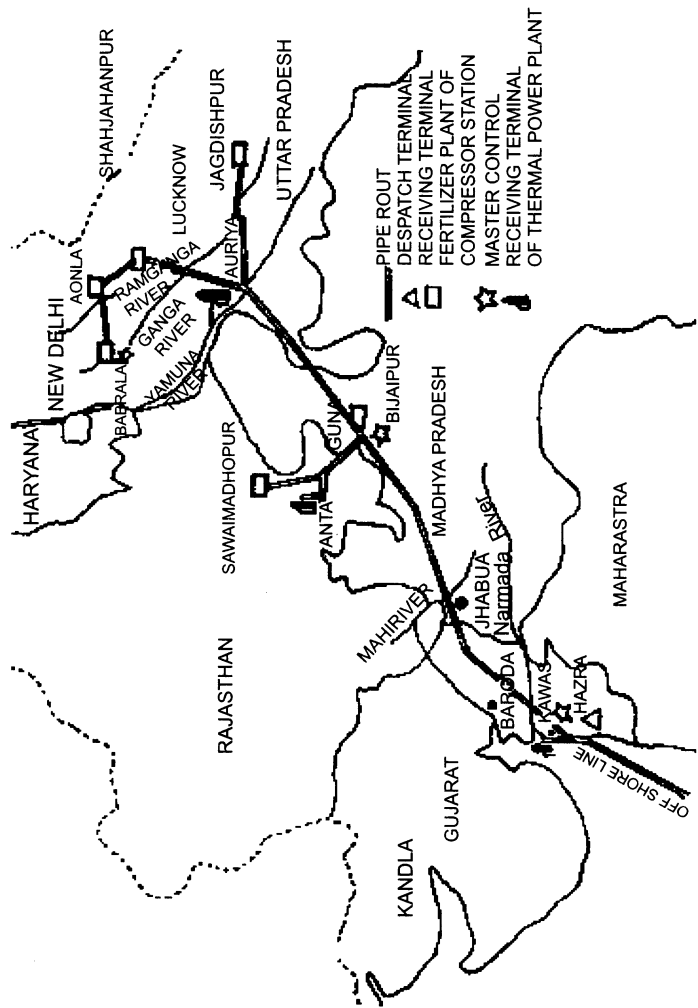 SHAHJAHANPUR
LUCKNOW
JAGDISHPUR
UTTAR PRADESH
AONLA
RAMGANGA
RIVER
AURIYA
NEW DELHI
GANGA
RIVER
BABRALA
YAMUNA
RIVER
HARYANA
SAWAIMADHOPUR
GUNA
BIJAIPUR
ANTA
MADHYA PRADESH
RAJASTHAN
MAHIRIVER
JHABUA
Narmada River
MAHARASTRA
BARODA
KAWAS
HAZRA
GUJARAT
KANDLA
OFF SHORE LINE
PIPE ROUT
DESPATCH TERMINAL
RECEIVING TERMINAL
FERTILIZER PLANT OF
COMPRESSOR STATION
MASTER CONTROL
RECEIVING TERMINAL
OF THERMAL POWER PLANT